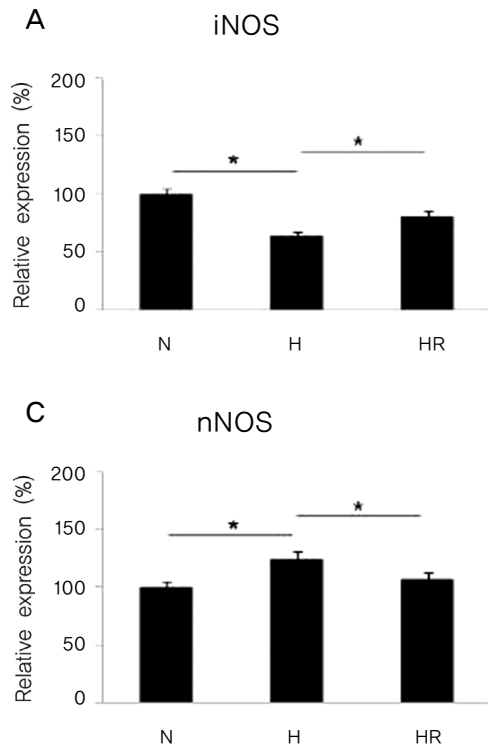 A
iNOS
Relative expression (%)
200
150
100
50
0
*
*
N H HR
C
nNOS
Relative expression (%)
200
150
100
50
0
*
*
N H HR